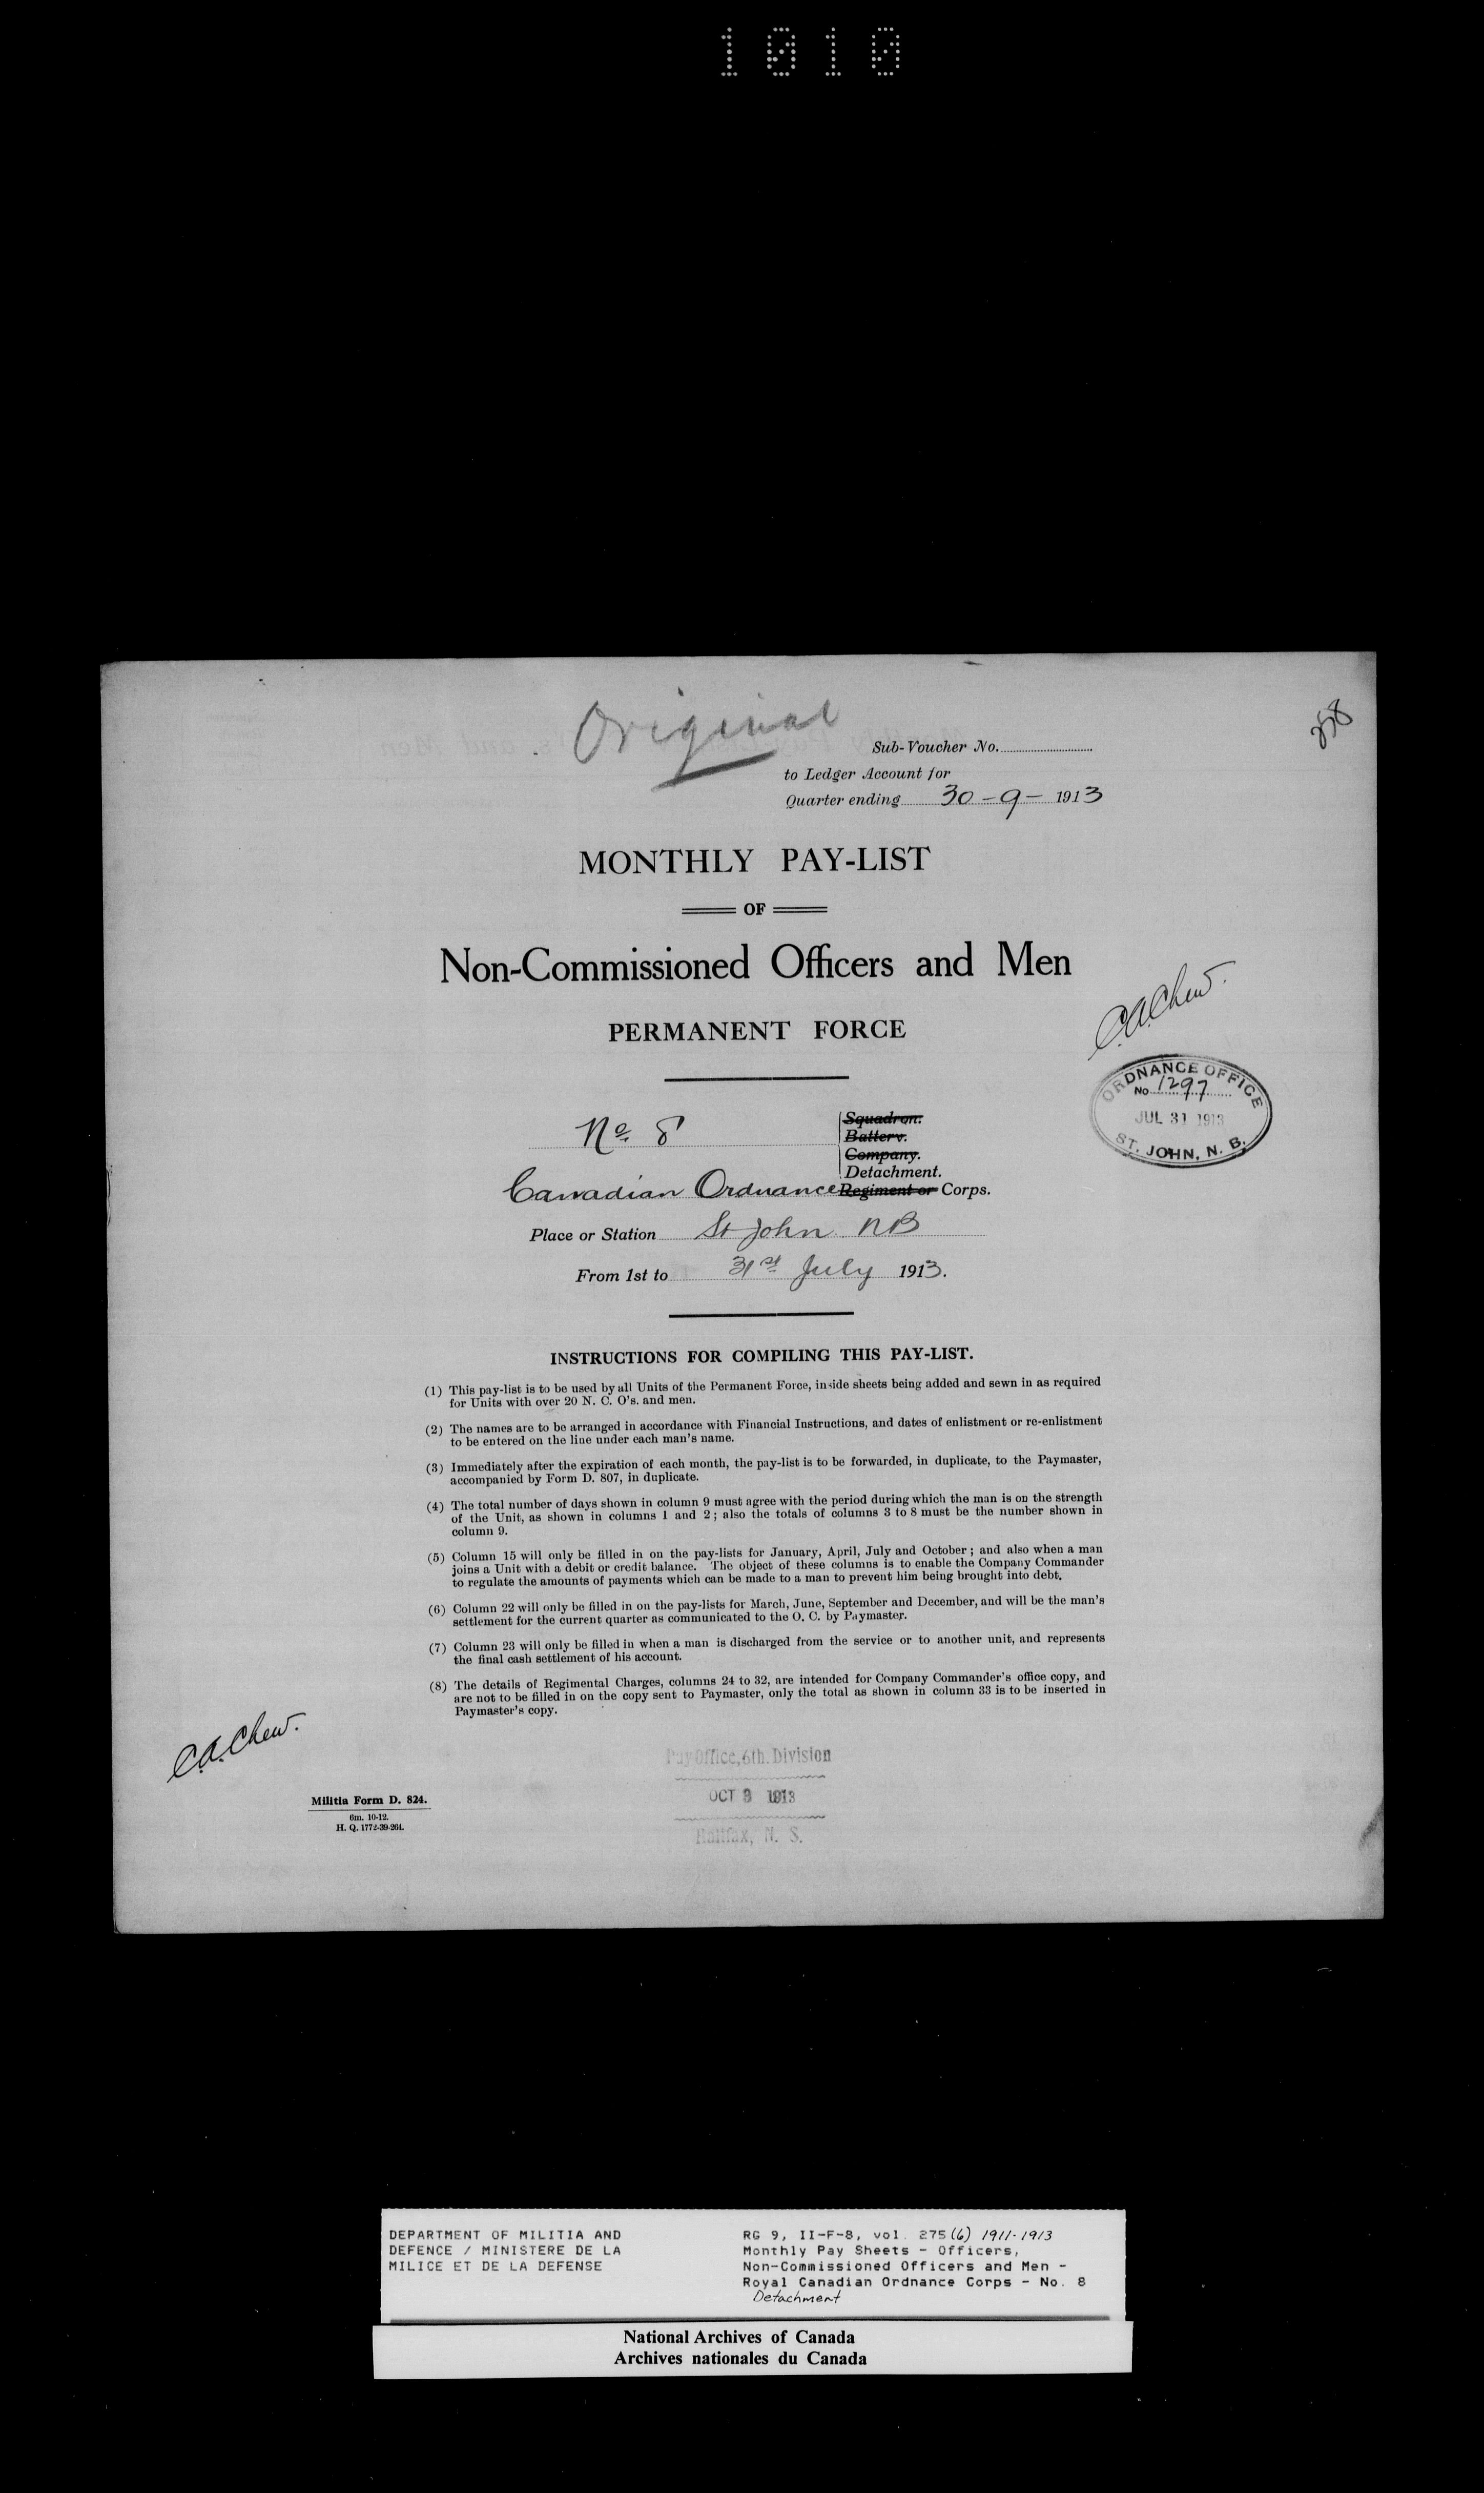 1010
Original
358
Sub-Voucher No.
to Ledger Account for
Quarter ending 30-9- 1913
MONTHLY PAY-LIST
OF
Non-Commissioned Officers and Men
PERMANENT FORCE
C.A. Chew.
ORDNANCE OFFICE
No 1297
JUL 31 1913
ST. JOHN, N. B.
No. 8
Squadron.
Battery.
Company.
Detachment.
Canadian Ordnance Regiment or Corps.
Place or Station St John NB
From 1st to 31st July 1913.
INSTRUCTIONS FOR COMPILING THIS PAY-LIST.
(1) This pay-list is to be used by all Units of the Permanent Force, inside sheets being added and sewn in as required
for Units with over 20 N. C. O's. and men.
(2) The names are to be arranged in accordance with Financial Instructions, and dates of enlistment or re-enlistment
to be entered on the line under each man's name.
(3) Immediately after the expiration of each month, the pay-list is to be forwarded, in duplicate, to the Paymaster,
accompanied by Form D. 807, in duplicate.
(4) The total number of days shown in column 9 must agree with the period during which the man is on the strength
of the Unit, as shown in columns 1 and 2; also the totals of columns 3 to 8 must be the number shown in
column 9.
(5) Column 15 will only be filled in on the pay-lists for January, April, July and October; and also when a man
joins a Unit with a debit or credit balance. The object of these columns is to enable the Company Commander
to regulate the amounts of payments which can be made to a man to prevent him being brought into debt.
(6) Column 22 will only be filled in on the pay-lists for March, June, September and December, and will be the man's
settlement for the current quarter as communicated to the O. C. by Paymaster.
(7) Column 23 will only be filled in when a man is discharged from the service or to another unit, and represents
the final cash settlement of his account.
(8) The details of Regimental Charges, columns 24 to 32, are intended for Company Commander's office copy, and
are not to be filled in on the copy sent to Paymaster, only the total as shown in column 33 is to be inserted in
Paymaster's copy.
C.A. Chew.
Pay Office, 6th. Division
OCT 3 1913
Halifax, N. S.
Militia Form D. 824.
6m. 10-12.
H. Q. 1772-39-264.
DEPARTMENT OF MILITIA AND
DEFENCE / MINISTERE DE LA
MILICE ET DE LA DEFENSE
RG 9, II-F-8, vol. 275 (6) 1911-1913
Monthly Pay Sheets - Officers,
Non-Commissioned Officers and Men -
Royal Canadian Ordnance Corps - No. 8
Detachment
National Archives of Canada
Archives nationales du Canada